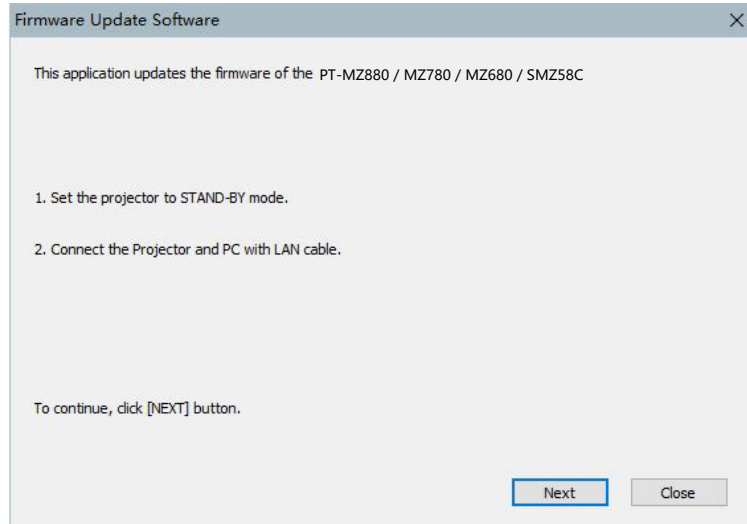 Firmware Update Software
This application updates the firmware of the PT-MZ880 / MZ780 / MZ680 / SMZ58C
1. Set the projector to STAND-BY mode.
2. Connect the Projector and PC with LAN cable.
To continue, click [NEXT] button.
Next Close